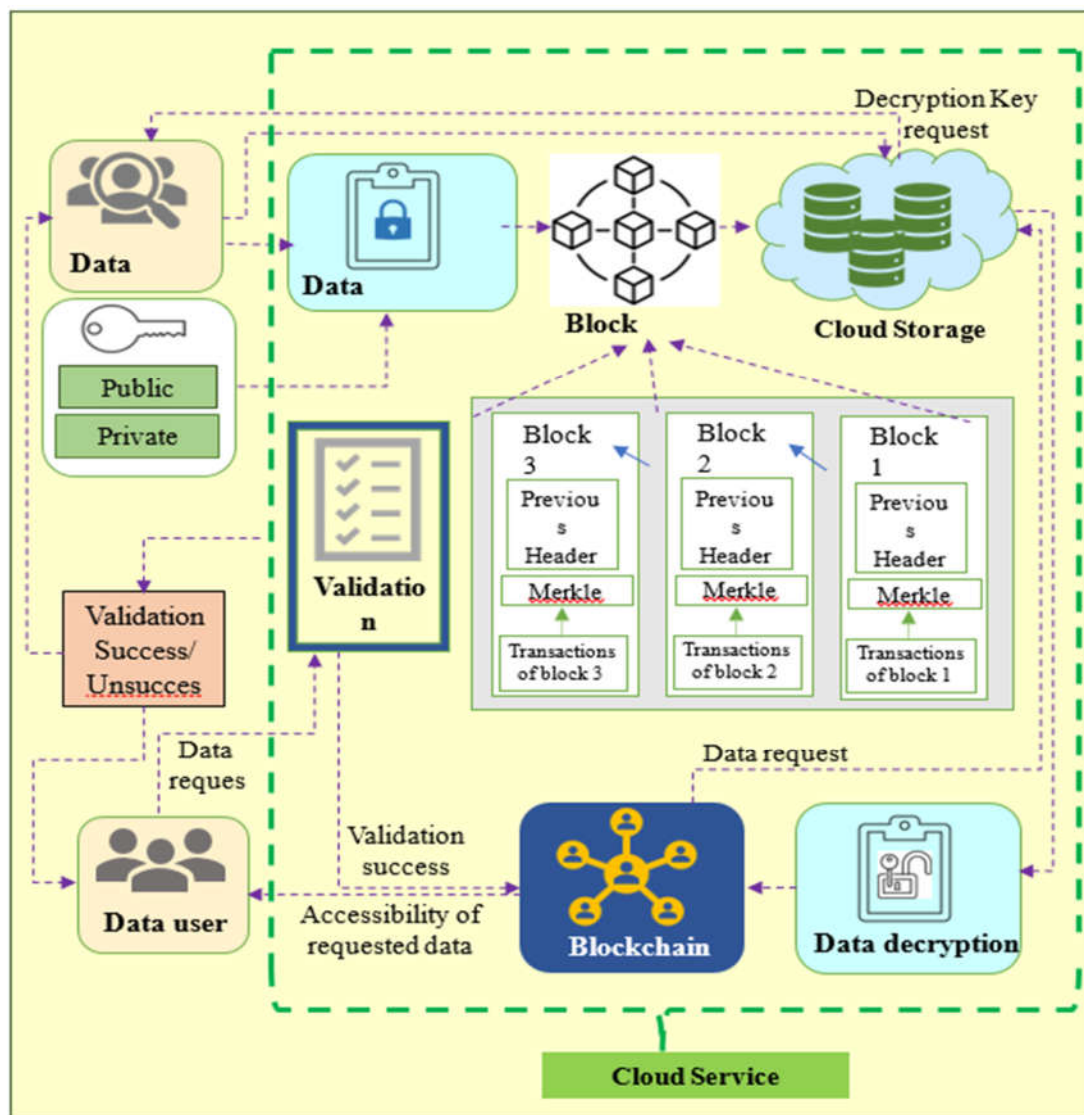 Decryption Key
request
Data
Data
Block
Cloud Storage
Public
Private
Block
3
Previou
s
Header
Merkle
Transactions
of block 3
Block
2
Previou
s
Header
Merkle
Transactions
of block 2
Block
1
Previou
s
Header
Merkle
Transactions
of block 1
Validatio
n
Validation
Success/
Unsucces
Data
reques
Data request
Validation
success
Data user
Accessibility of
requested data
Blockchain
Data decryption
Cloud Service